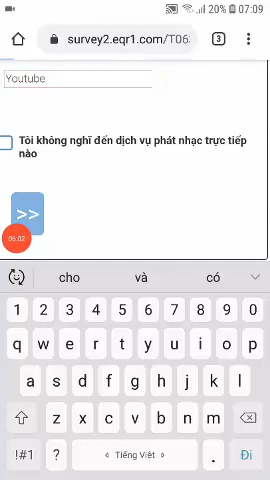 20% 07:09
survey2.eqr1.com/T06 3
Youtube
Tôi không nghĩ đến dịch vụ phát nhạc trực tiếp
nào
>>
05:02
cho và có
1 2 3 4 5 6 7 8 9 0
q w e r t y u i o p
a s d f g h j k l
z x c v b n m
!#1 ? < Tiếng Việt > . Đi